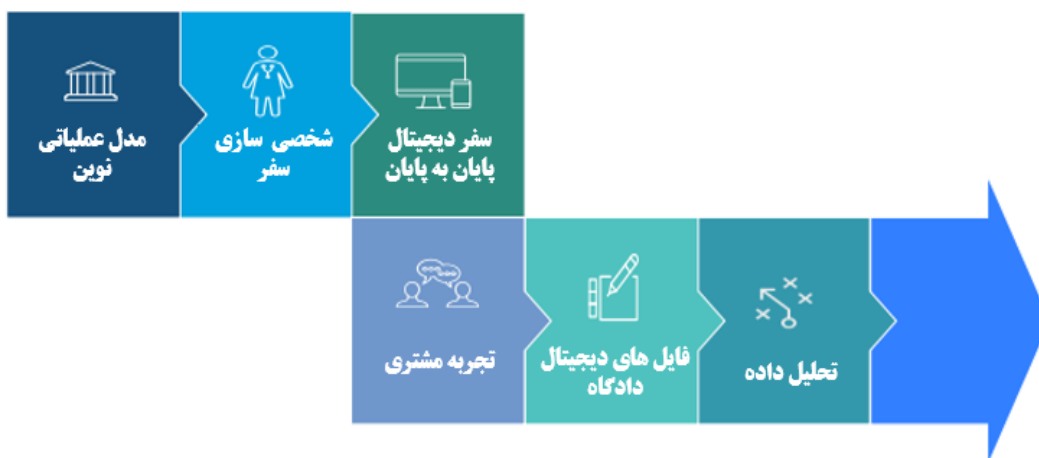 مدل عملیاتی
نوین
شخصی سازی
سفر
سفر دیجیتال
پایان به پایان
تجربه مشتری
فایل های دیجیتال
دادگاه
تحلیل داده